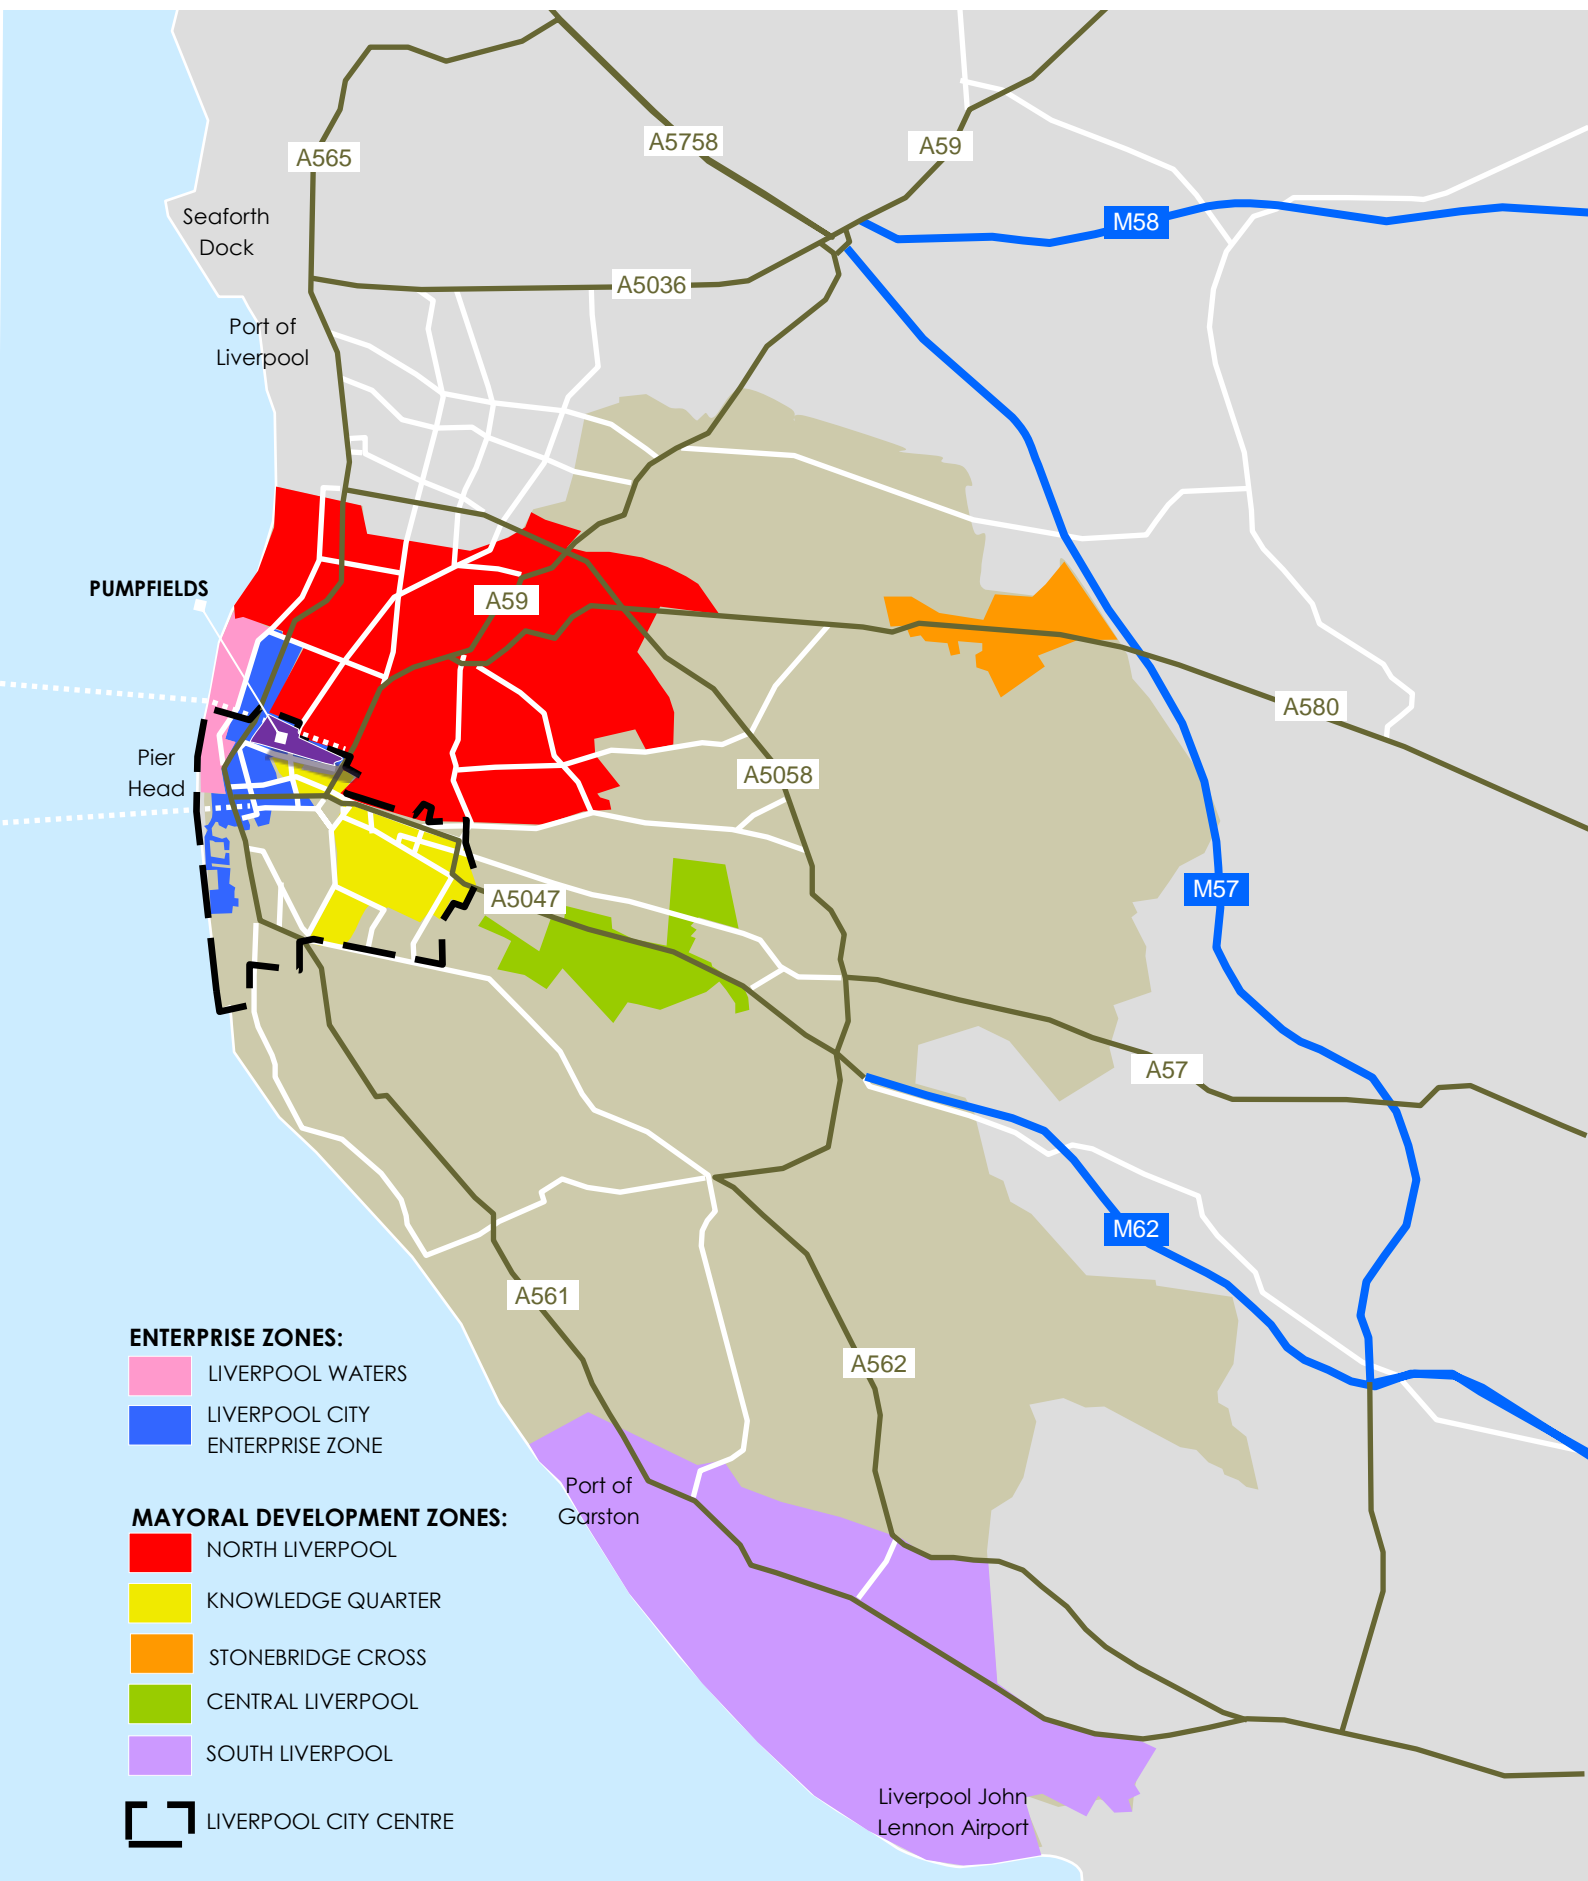 A565
A5758
A59
M58
Seaforth
Dock
A5036
Port of
Liverpool
PUMPFIELDS
A59
A580
Pier
Head
A5058
M57
A5047
A57
M62
A561
A562
ENTERPRISE ZONES:
LIVERPOOL WATERS
LIVERPOOL CITY
ENTERPRISE ZONE
Port of
Garston
MAYORAL DEVELOPMENT ZONES:
NORTH LIVERPOOL
KNOWLEDGE QUARTER
STONEBRIDGE CROSS
CENTRAL LIVERPOOL
SOUTH LIVERPOOL
LIVERPOOL CITY CENTRE
Liverpool John
Lennon Airport